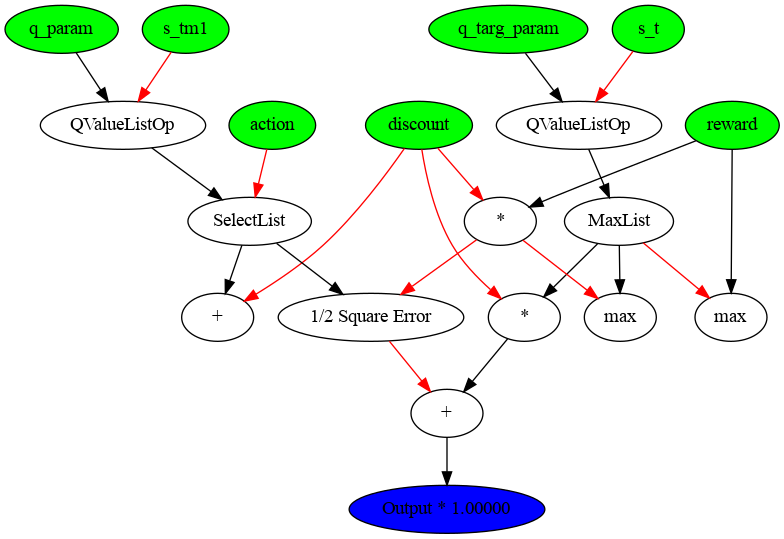 q_param
s_tm1
q_targ_param
s_t
QValueListOp
action
discount
QValueListOp
reward
SelectList
*
MaxList
+
1/2 Square Error
*
max
max
+
Output * 1.00000